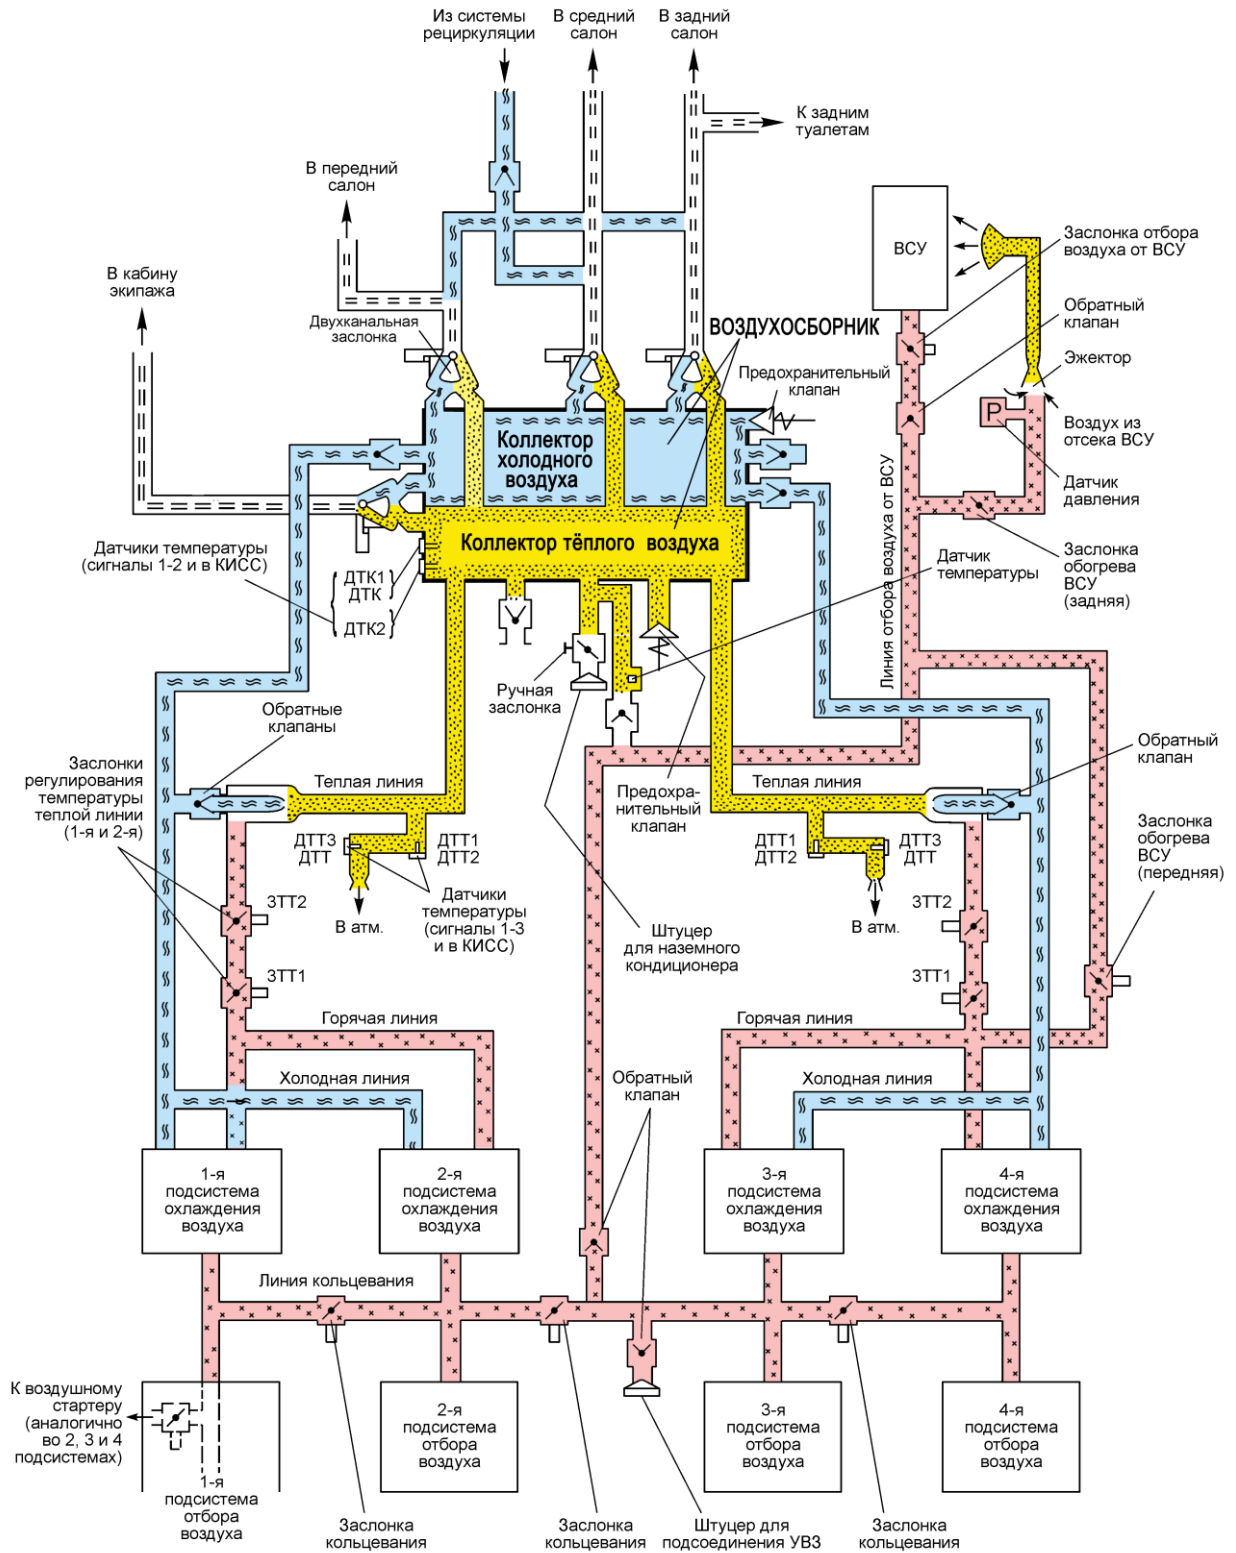 Из системы
рециркуляции
В средний
салон
В задний
салон
К задним
туалетам
В передний
салон
ВСУ
Заслонка отбора
воздуха от ВСУ
В кабину
экипажа
Двухканальная
заслонка
ВОЗДУХОСБОРНИК
Обратный
клапан
Эжектор
Предохранительный
клапан
P
Воздух из
отсека ВСУ
Коллектор
холодного
воздуха
Датчик
давления
Линия отбора воздуха от ВСУ
Коллектор тёплого воздуха
Датчики температуры
(сигналы 1-2 и в КИСС)
ДТК1
ДТК
ДТК2
Датчик
температуры
Заслонка
обогрева
ВСУ
(задняя)
Ручная
заслонка
Обратные
клапаны
Заслонки
регулирования
температуры
теплой линии
(1-я и 2-я)
Теплая линия
Предохра-
нительный
клапан
Теплая линия
Обратный
клапан
ДТТ3
ДТТ
ДТТ1
ДТТ2
ДТТ1
ДТТ2
ДТТ3
ДТТ
Заслонка
обогрева
ВСУ
(передняя)
В атм.
Датчики
температуры
(сигналы 1-3
и в КИСС)
Штуцер
для наземного
кондиционера
В атм.
ЗТТ2
ЗТТ2
ЗТТ1
ЗТТ1
Горячая линия
Горячая линия
Холодная линия
Обратный
клапан
Холодная линия
1-я
подсистема
охлаждения
воздуха
2-я
подсистема
охлаждения
воздуха
3-я
подсистема
охлаждения
воздуха
4-я
подсистема
охлаждения
воздуха
Линия кольцевания
К воздушному
стартеру
(аналогично
во 2, 3 и 4
подсистемах)
1-я
подсистема
отбора
воздуха
2-я
подсистема
отбора
воздуха
3-я
подсистема
отбора
воздуха
4-я
подсистема
отбора
воздуха
Заслонка
кольцевания
Заслонка
кольцевания
Штуцер для
подсоединения УВЗ
Заслонка
кольцевания